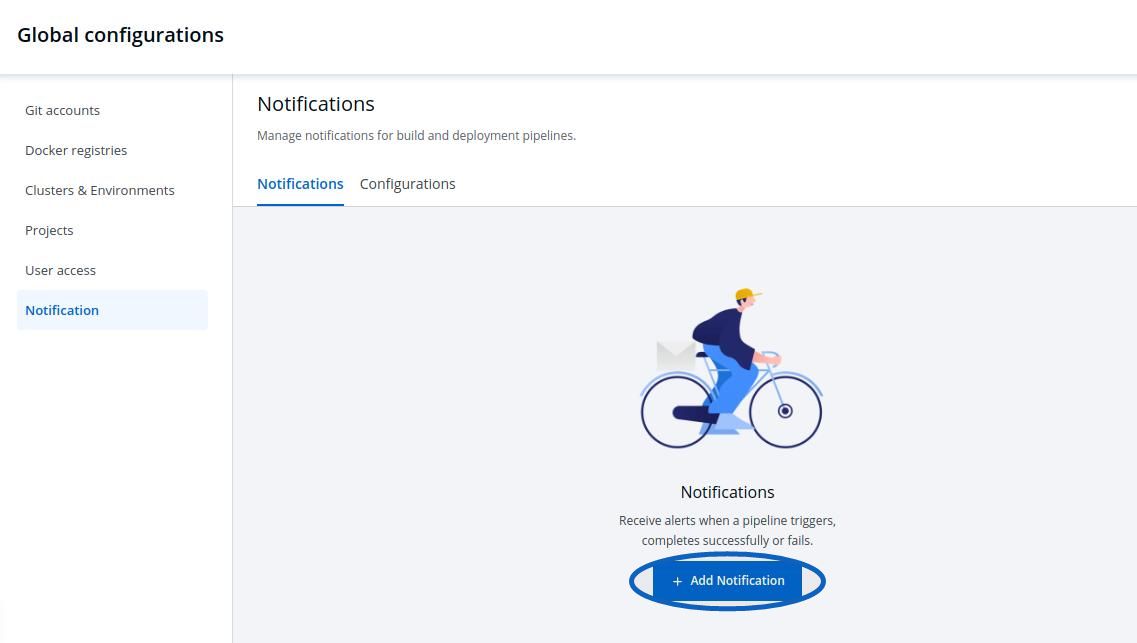 Global configurations
Git accounts
Docker registries
Clusters & Environments
Projects
User access
Notification
Notifications
Manage notifications for build and deployment pipelines.
Notifications Configurations
Notifications
Receive alerts when a pipeline triggers,
completes successfully or fails.
+ Add Notification